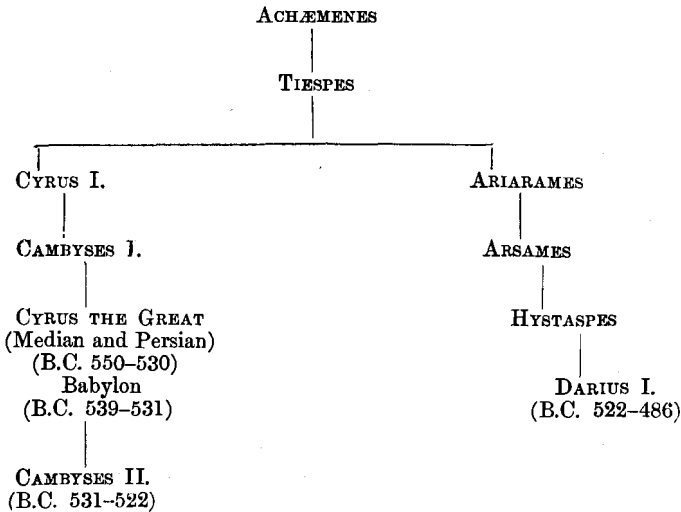 ACHÆMENES
TIESPES
CYRUS I.
ARIARAMES
CAMBYSES I.
ARSAMES
CYRUS THE GREAT
(Median and Persian)
(B.C. 550–530)
Babylon
(B.C. 539–531)
HYSTASPES
DARIUS I.
(B.C. 522–486)
CAMBYSES II.
(B.C. 531–522)